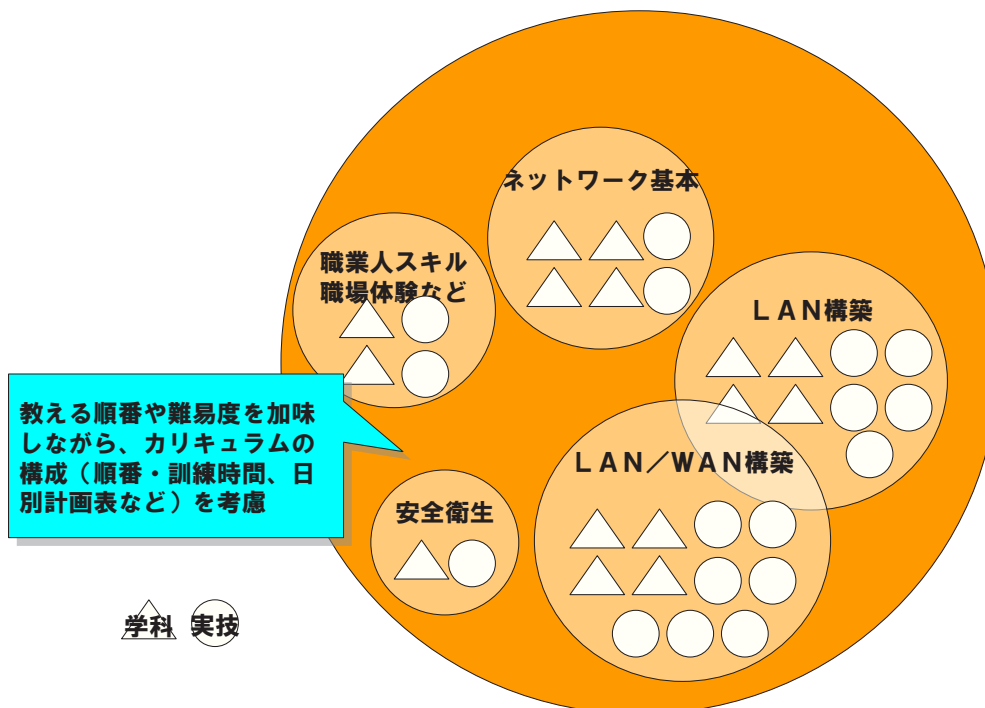 ネットワーク基本
職業人スキル
職場体験など
ＬＡＮ構築
教える順番や難易度を加味
しながら、カリキュラムの
構成（順番・訓練時間、日
別計画表など）を考慮
ＬＡＮ／ＷＡＮ構築
安全衛生
学科 実技